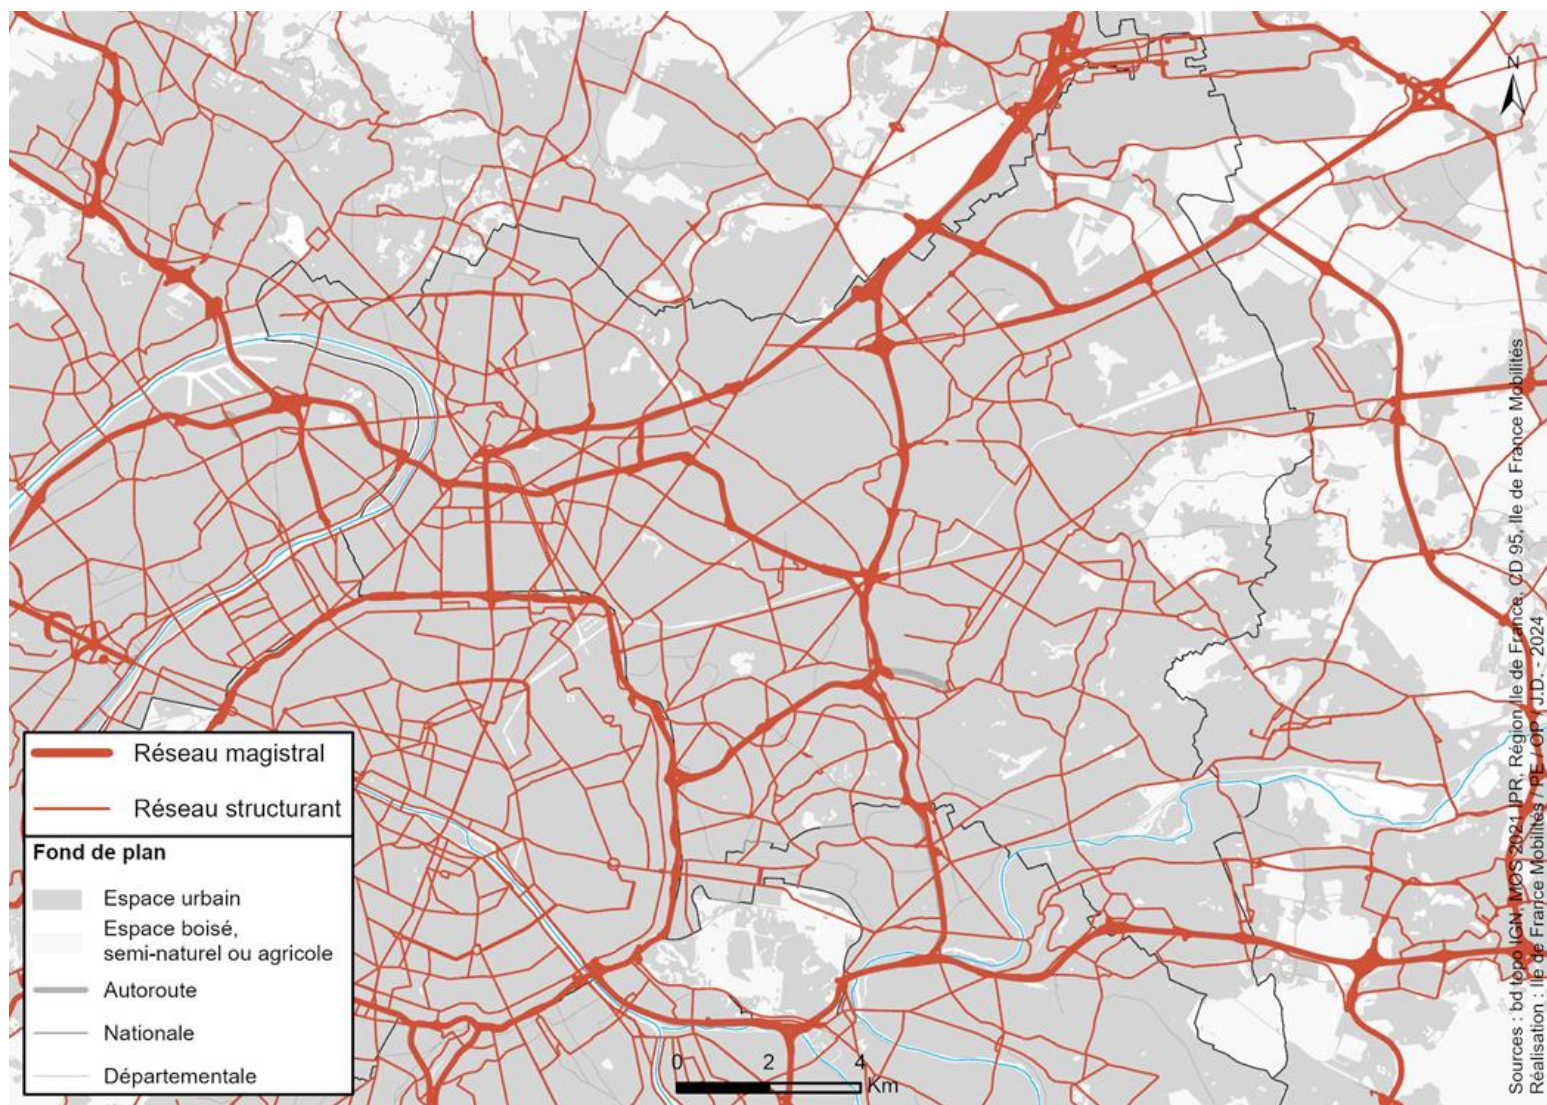 N
Réseau magistral
Réseau structurant
Fond de plan
Espace urbain
Espace boisé,
semi-naturel ou agricole
Autoroute
Nationale
Départementale
0 2 4
Km
Sources : bd topo IGN, MOS 2021 IPR, Région Ile de France, CD 95, Ile de France Mobilités
Réalisation : Ile de France Mobilités / PE / OP / J.D. - 2024